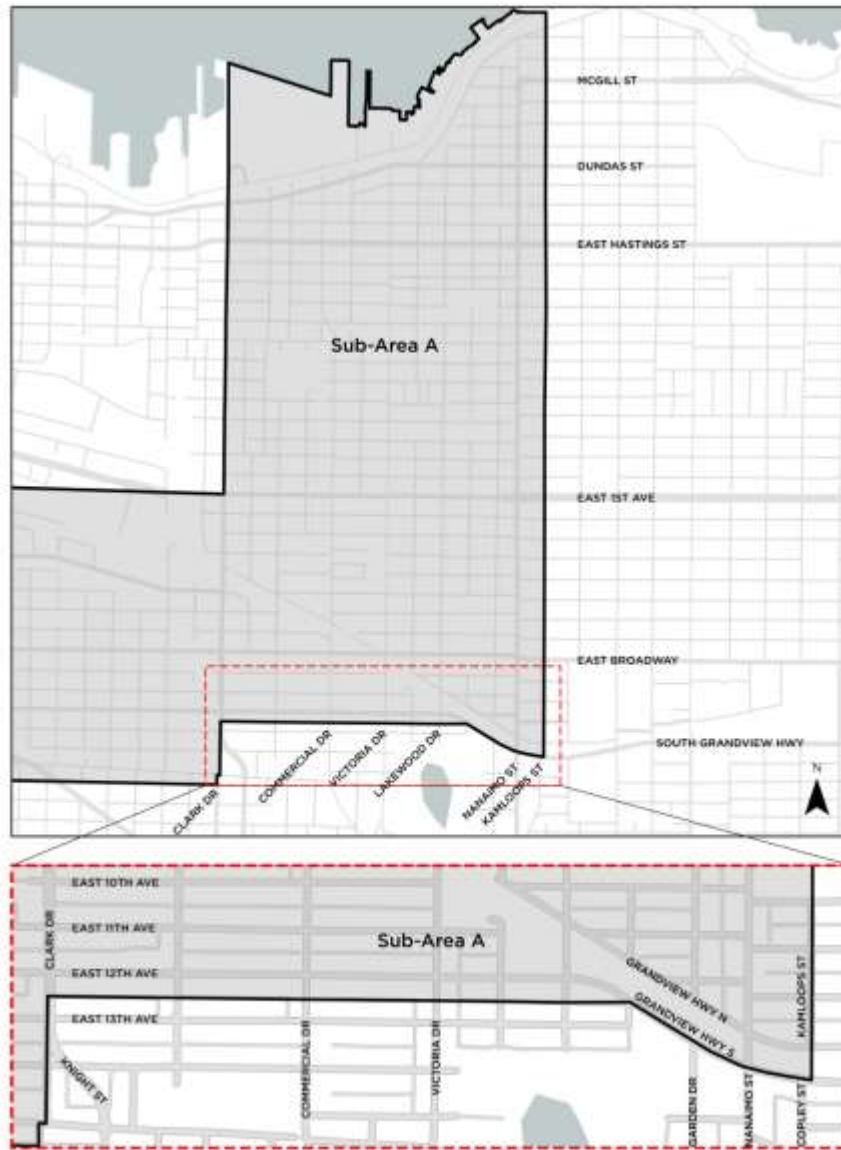 MCGILL ST
DUNDAS ST
EAST HASTINGS ST
Sub-Area A
EAST 1ST AVE
EAST BROADWAY
SOUTH GRANDVIEW HWY
COMMERCIAL DR
VICTORIA DR
LAKEWOOD DR
NANAIMO ST
KAMLOOPS ST
CLARK DR
N
EAST 10TH AVE
CLARK DR
EAST 11TH AVE
Sub-Area A
EAST 12TH AVE
GRANDVIEW HWY N
KAMLOOPS ST
EAST 13TH AVE
GRANDVIEW HWY S
KNIGHT ST
COMMERCIAL DR
VICTORIA DR
GARDEN DR
NANAIMO ST
COPLEY ST